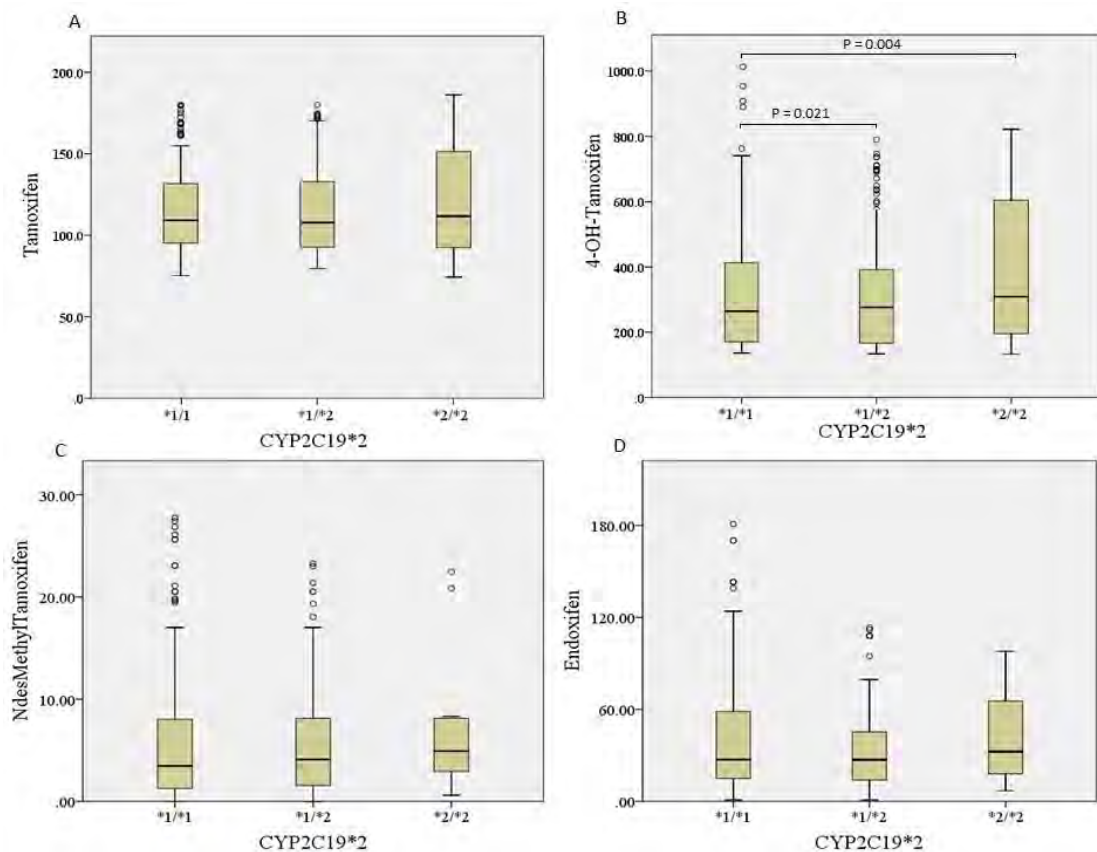 A
200.0
150.0
100.0
50.0
.0
Tamoxifen
*1/1 *1/*2 *2/*2
CYP2C19*2
B
P = 0.004
P = 0.021
1000.0
800.0
600.0
400.0
200.0
.0
4-OH-Tamoxifen
*1/*1 *1/*2 *2/*2
CYP2C19*2
C
30.00
20.00
10.00
.00
NdesMethylTamoxifen
*1/*1 *1/*2 *2/*2
CYP2C19*2
D
180.00
120.00
60.00
.00
Endoxifen
*1/*1 *1/*2 *2/*2
CYP2C19*2